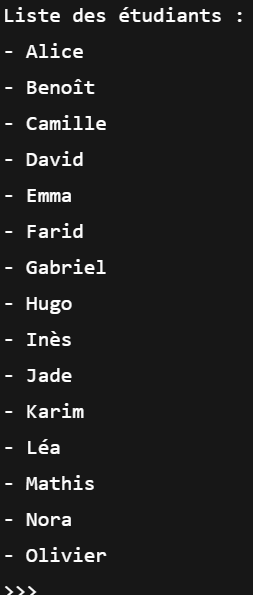 Liste des étudiants :
- Alice
- Benoît
- Camille
- David
- Emma
- Farid
- Gabriel
- Hugo
- Inès
- Jade
- Karim
- Léa
- Mathis
- Nora
- Olivier
>>>